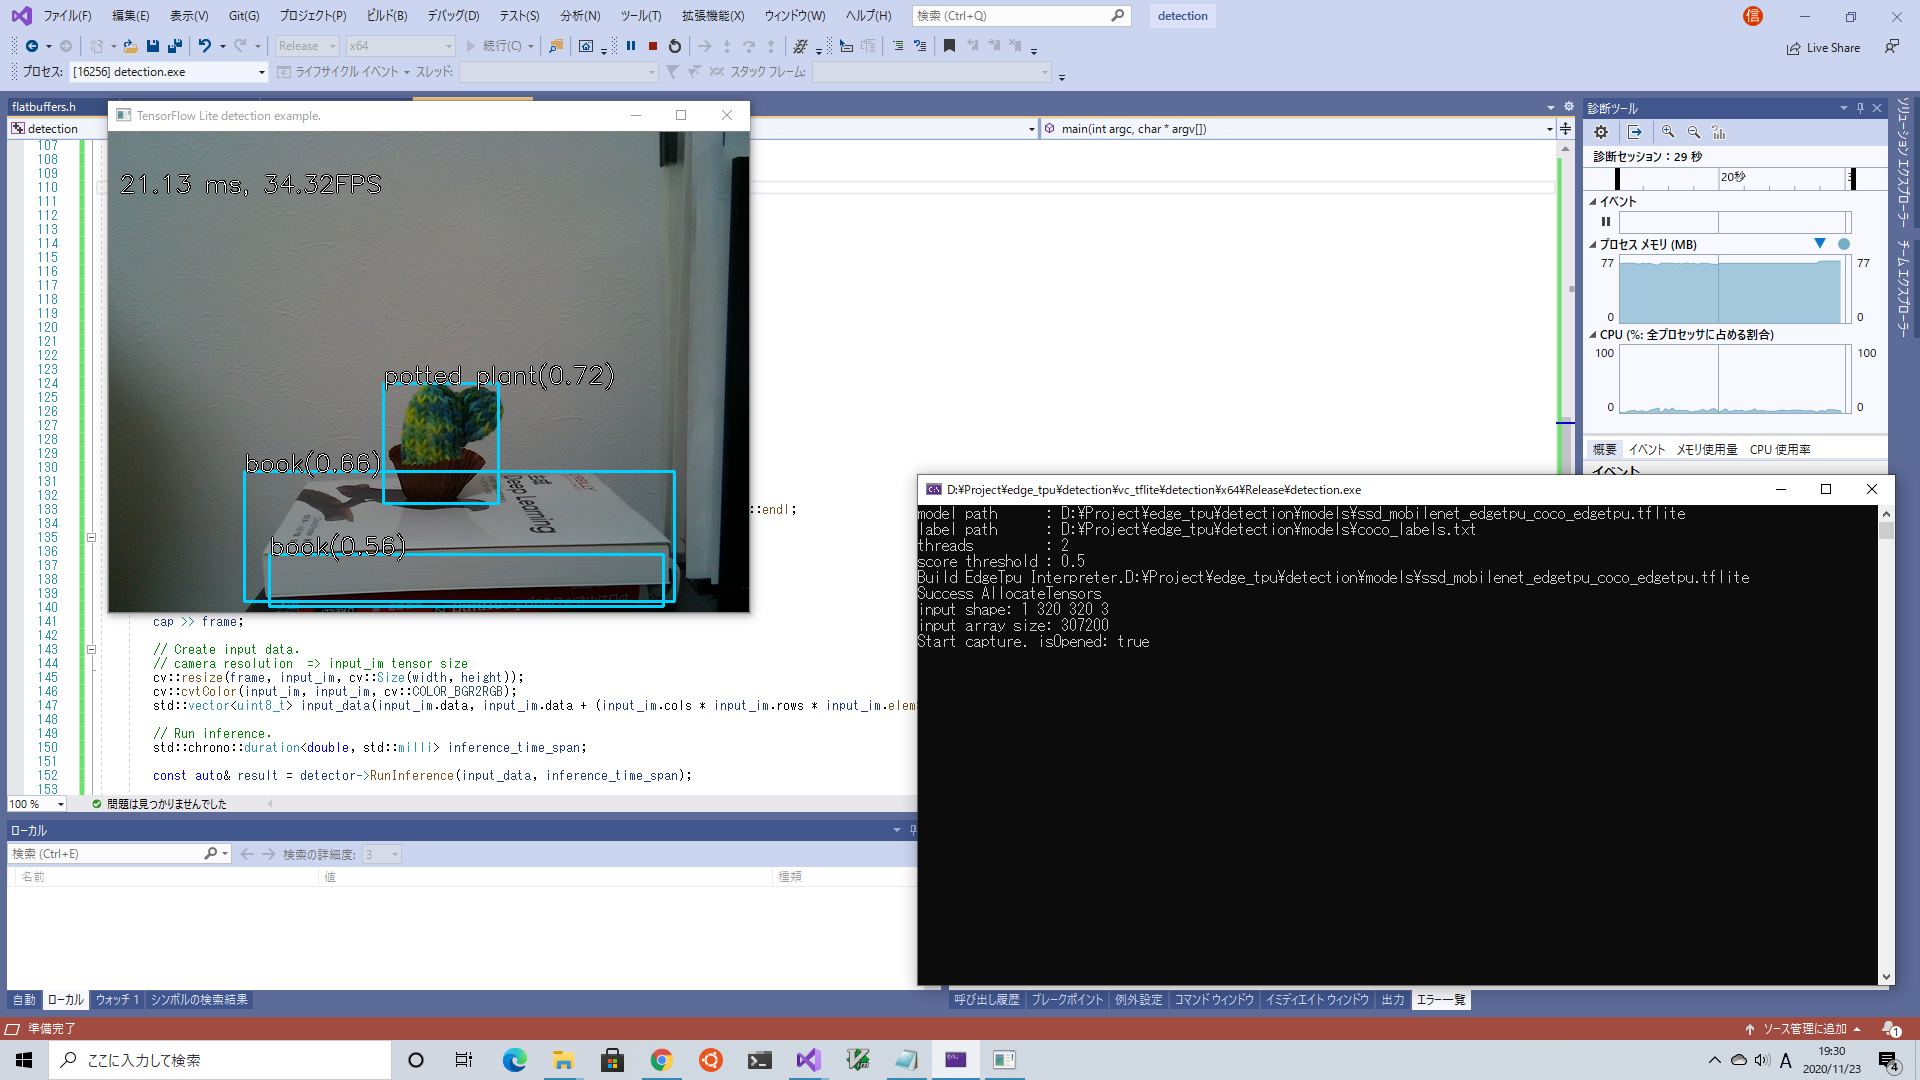 ファイル(F) 編集(E) 表示(V) Git(G) プロジェクト(P) ビルド(B) デバッグ(D) テスト(S) 分析(N) ツール(T) 拡張機能(X) ウィンドウ(W) ヘルプ(H) 検索 (Ctrl+Q) detection 信
Release x64 続行(C) Live Share
プロセス: [16256] detection.exe ライフサイクル イベント スレッド: スタック フレーム:
flatbuffers.h
detection
main(int argc, char * argv[])
TensorFlow Lite detection example.
21.13 ms, 34.32FPS
potted plant(0.72)
book(0.66)
book(0.56)
Deep Learning
107
108
109
110
111
112
113
114
115
116
117
118
119
120
121
122
123
124
125
126
127
128
129
130
131
132
133 ::endl;
134
135
136
137
138
139
140
141 cap >> frame;
142
143 // Create input data.
144 // camera resolution => input_im tensor size
145 cv::resize(frame, input_im, cv::Size(width, height));
146 cv::cvtColor(input_im, input_im, cv::COLOR_BGR2RGB);
147 std::vector<uint8_t> input_data(input_im.data, input_im.data + (input_im.cols * input_im.rows * input_im.elem
148
149 // Run inference.
150 std::chrono::duration<double, std::milli> inference_time_span;
151
152 const auto& result = detector->RunInference(input_data, inference_time_span);
153
100 % 問題は見つかりませんでした
診断ツール
診断セッション：29 秒
20秒
イベント
プロセス メモリ (MB)
77 77
0 0
CPU (%: 全プロセッサに占める割合)
100 100
0 0
概要 イベント メモリ使用量 CPU 使用率
イベント
ソリューション エクスプローラー
チーム エクスプローラー
D:¥Project¥edge_tpu¥detection¥vc_tflite¥detection¥x64¥Release¥detection.exe
model path : D:¥Project¥edge_tpu¥detection¥models¥ssd_mobilenet_edgetpu_coco_edgetpu.tflite
label path : D:¥Project¥edge_tpu¥detection¥models¥coco_labels.txt
threads : 2
score threshold : 0.5
Build EdgeTpu Interpreter.D:¥Project¥edge_tpu¥detection¥models¥ssd_mobilenet_edgetpu_coco_edgetpu.tflite
Success AllocateTensors
input shape: 1 320 320 3
input array size: 307200
Start capture. isOpened: true
ローカル
検索 (Ctrl+E) 検索の詳細度: 3
名前 値 種類
自動 ローカル ウォッチ 1 シンボルの検索結果
呼び出し履歴 ブレークポイント 例外設定 コマンド ウィンドウ イミディエイト ウィンドウ 出力 エラー一覧
準備完了 ソース管理に追加 1
ここに入力して検索 A 19:30
2020/11/23 4